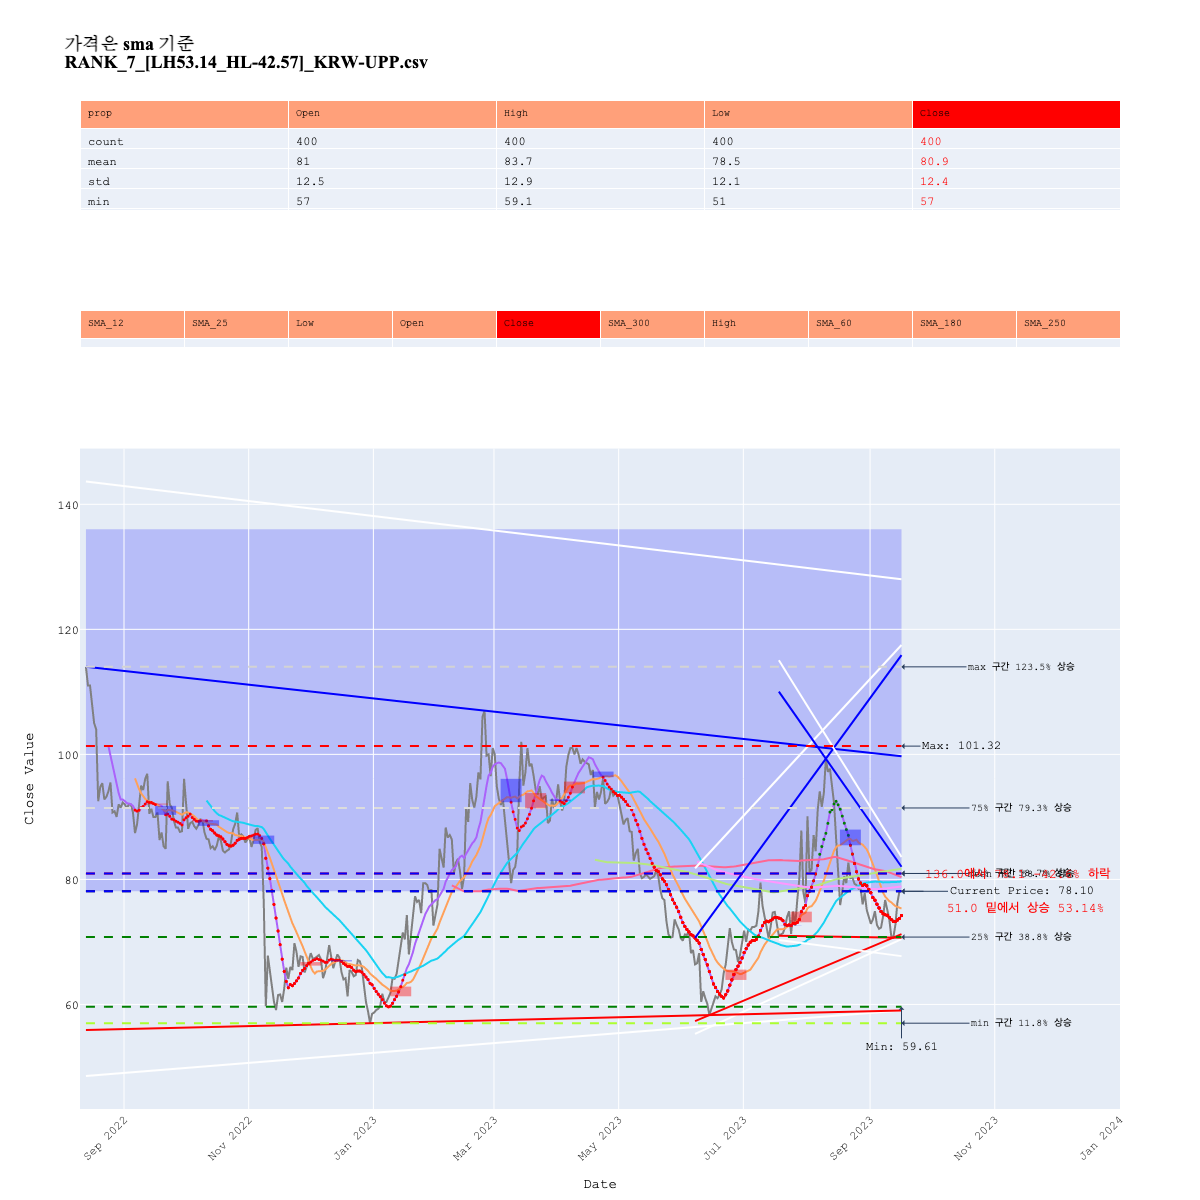 가격은 sma 기준
RANK_7_[LH53.14_HL-42.57]_KRW-UPP.csv
prop Open High Low Close
count 400 400 400 400
mean 81 83.7 78.5 80.9
std 12.5 12.9 12.1 12.4
min 57 59.1 51 57
SMA_12 SMA_25 Low Open Close SMA_300 High SMA_60 SMA_180 SMA_250
140
120
100
80
60
Close Value
max 구간 123.5% 상승
Max: 101.32
75% 구간 79.3% 상승
136.0에서 하락
Current Price: 78.10
51.0 밑에서 상승 53.14%
25% 구간 38.8% 상승
min 구간 11.8% 상승
Min: 59.61
Sep 2022
Nov 2022
Jan 2023
Mar 2023
May 2023
Jul 2023
Sep 2023
Nov 2023
Jan 2024
Date